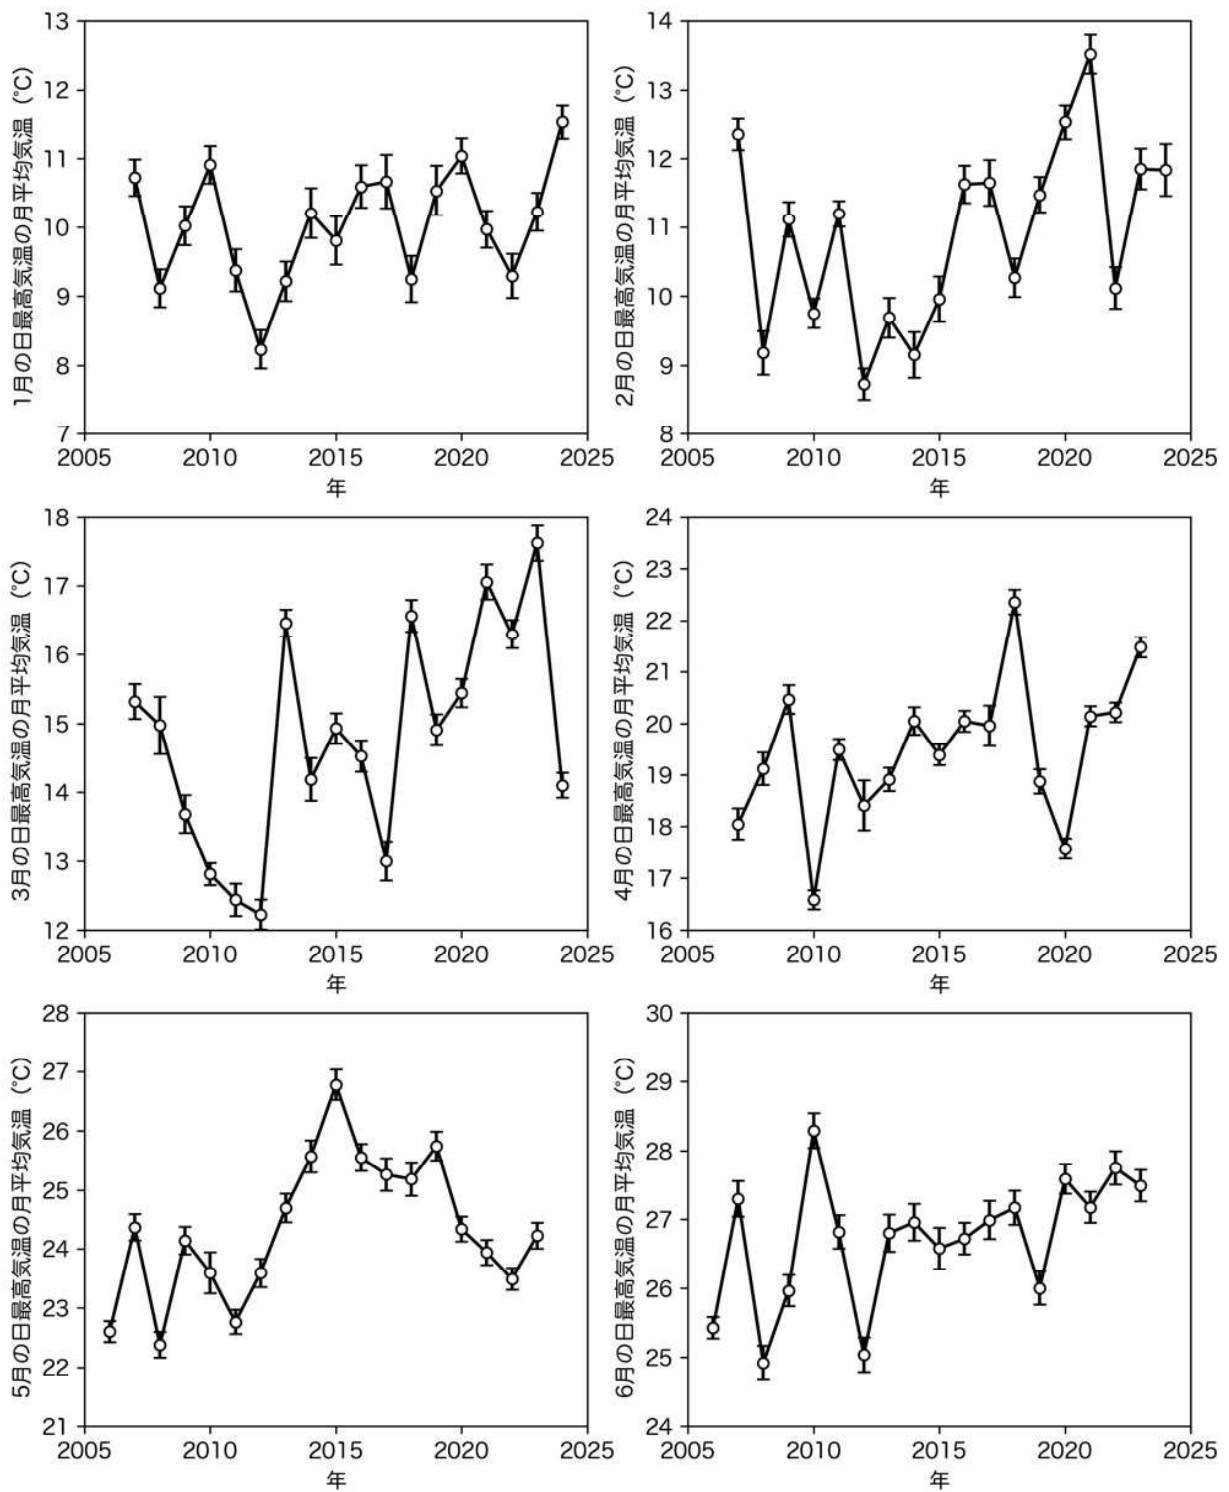 1月の日最高気温の月平均気温（℃）
13
12
11
10
9
8
7
2005 2010 2015 2020 2025
年
2月の日最高気温の月平均気温（℃）
14
13
12
11
10
9
8
2005 2010 2015 2020 2025
年
3月の日最高気温の月平均気温（℃）
18
17
16
15
14
13
12
2005 2010 2015 2020 2025
年
4月の日最高気温の月平均気温（℃）
24
23
22
21
20
19
18
17
16
2005 2010 2015 2020 2025
年
5月の日最高気温の月平均気温（℃）
28
27
26
25
24
23
22
21
2005 2010 2015 2020 2025
年
6月の日最高気温の月平均気温（℃）
30
29
28
27
26
25
24
2005 2010 2015 2020 2025
年